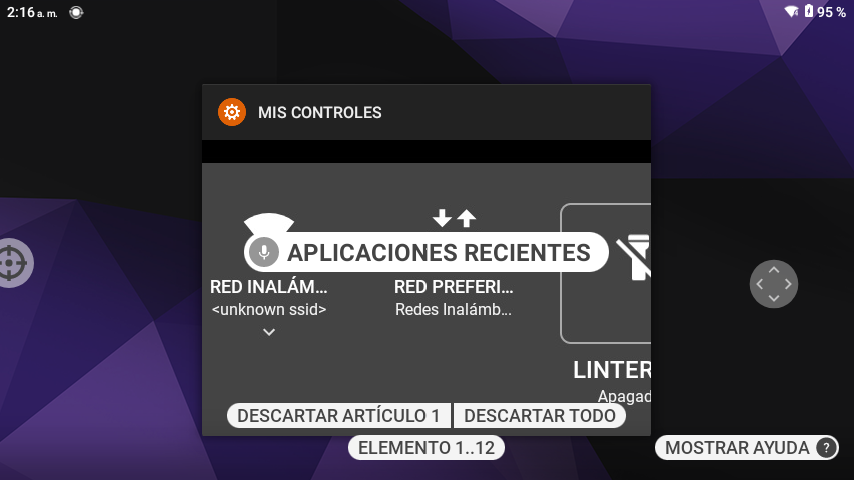 2:16 a. m.
95 %
MIS CONTROLES
APLICACIONES RECIENTES
RED INALÁM...
RED PREFERI...
<unknown ssid>
Redes Inalámb...
LINTER
Apagad
DESCARTAR ARTÍCULO 1
DESCARTAR TODO
ELEMENTO 1..12
MOSTRAR AYUDA ?